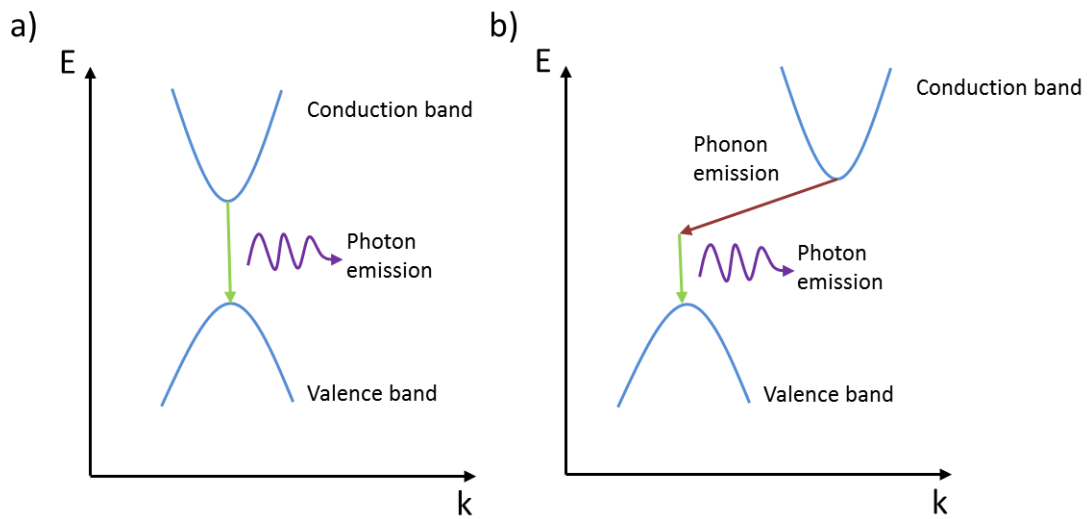 a)
E
Conduction band
Photon
emission
Valence band
k
b)
E
Conduction band
Phonon
emission
Photon
emission
Valence band
k